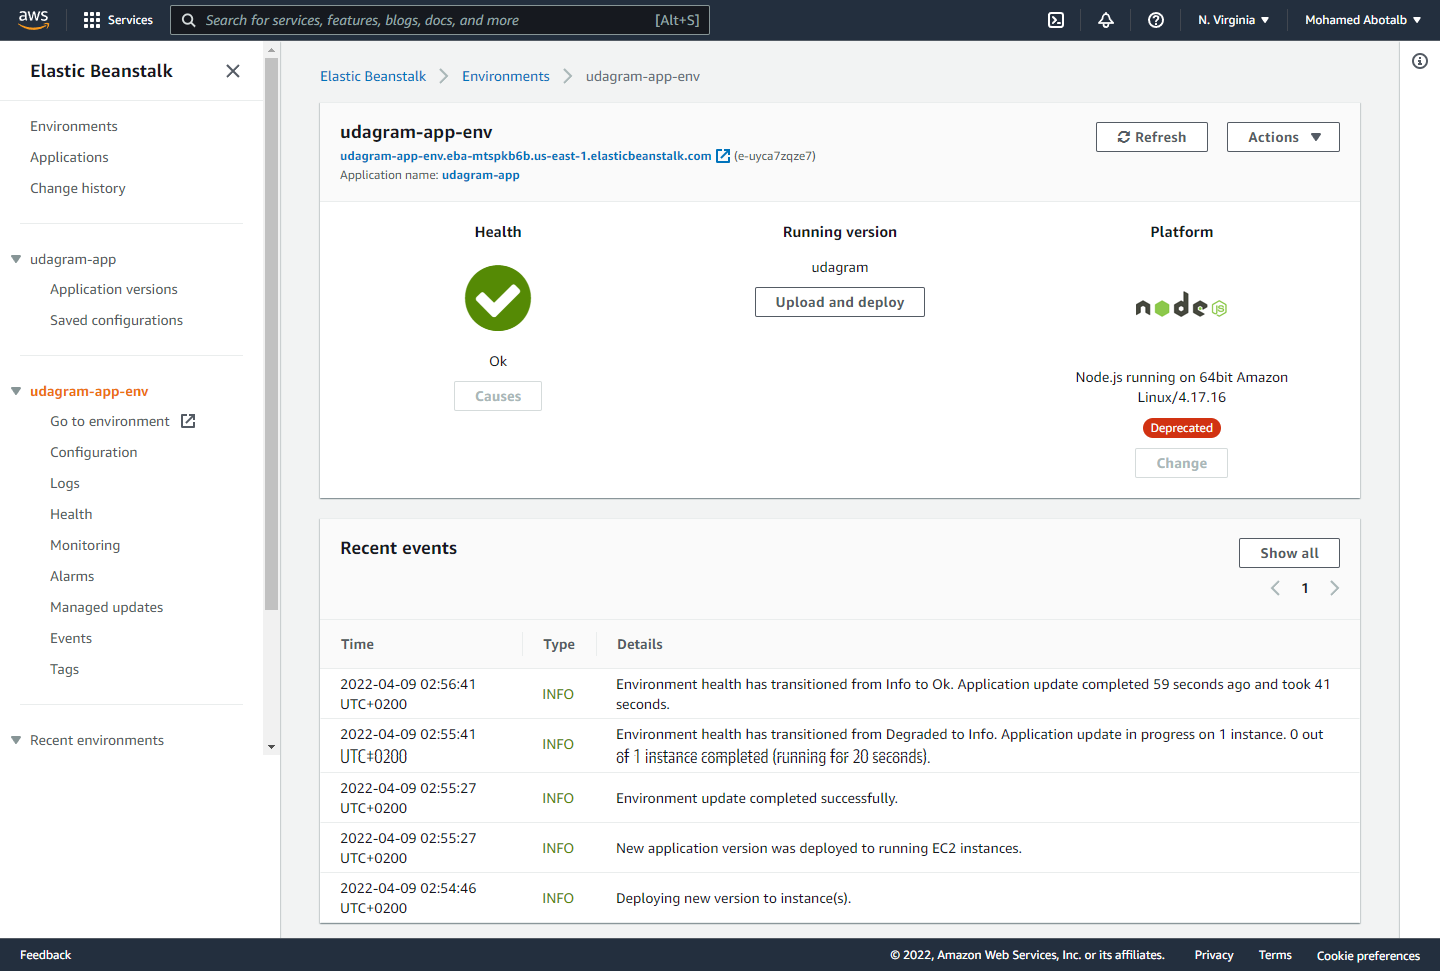 aws
Services
Search for services, features, blogs, docs, and more
[Alt+S]
N. Virginia
Mohamed Abotalb
Elastic Beanstalk
Environments
Applications
Change history
udagram-app
Application versions
Saved configurations
udagram-app-env
Go to environment
Configuration
Logs
Health
Monitoring
Alarms
Managed updates
Events
Tags
Recent environments
Elastic Beanstalk
Environments
udagram-app-env
udagram-app-env
udagram-app-env.eba-mtspkb6b.us-east-1.elasticbeanstalk.com (e-uyca7zqze7)
Application name: udagram-app
Refresh
Actions
Health
Ok
Causes
Running version
udagram
Upload and deploy
Platform
node JS
Node.js running on 64bit Amazon
Linux/4.17.16
Deprecated
Change
Recent events
Show all
1
Time Type Details
2022-04-09 02:56:41
UTC+0200
INFO
Environment health has transitioned from Info to Ok. Application update completed 59 seconds ago and took 41
seconds.
2022-04-09 02:55:41
UTC+0200
INFO
Environment health has transitioned from Degraded to Info. Application update in progress on 1 instance. 0 out
of 1 instance completed (running for 20 seconds).
2022-04-09 02:55:27
UTC+0200
INFO
Environment update completed successfully.
2022-04-09 02:55:27
UTC+0200
INFO
New application version was deployed to running EC2 instances.
2022-04-09 02:54:46
UTC+0200
INFO
Deploying new version to instance(s).
Feedback
© 2022, Amazon Web Services, Inc. or its affiliates.
Privacy
Terms
Cookie preferences